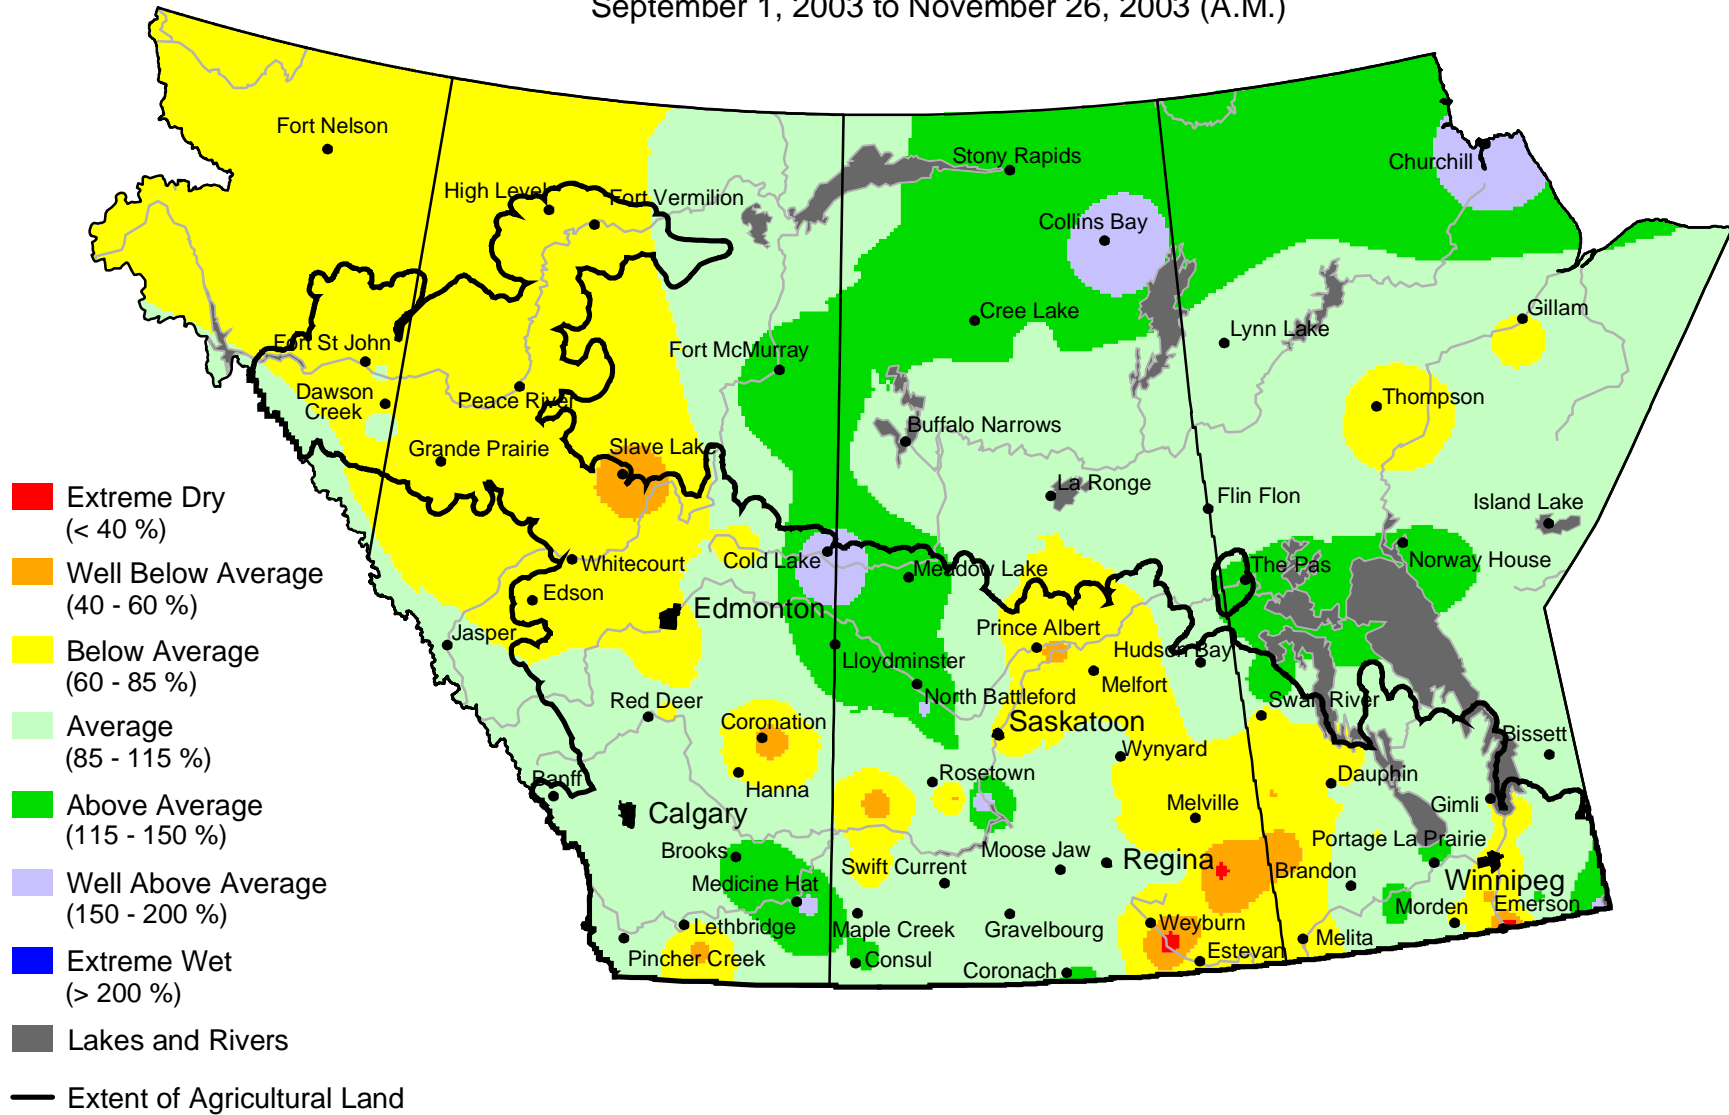 September 1, 2003 to November 26, 2003 (A.M.)
Fort Nelson
Stony Rapids
Churchill
High Level
Fort Vermilion
Collins Bay
Gillam
Cree Lake
Lynn Lake
Fort St John
Fort McMurray
Dawson
Creek
Peace River
Thompson
Buffalo Narrows
Grande Prairie
Slave Lake
La Ronge
Flin Flon
Island Lake
Whitecourt
Cold Lake
Meadow Lake
The Pas
Norway House
Edson
Edmonton
Jasper
Prince Albert
Hudson Bay
Lloydminster
Melfort
North Battleford
Red Deer
Swan River
Coronation
Saskatoon
Bissett
Wynyard
Banff
Hanna
Rosetown
Dauphin
Calgary
Melville
Gimli
Portage La Prairie
Brooks
Swift Current
Moose Jaw
Regina
Brandon
Winnipeg
Medicine Hat
Morden
Emerson
Lethbridge
Maple Creek
Gravelbourg
Weyburn
Melita
Pincher Creek
Consul
Coronach
Estevan
Extreme Dry
(< 40 %)
Well Below Average
(40 - 60 %)
Below Average
(60 - 85 %)
Average
(85 - 115 %)
Above Average
(115 - 150 %)
Well Above Average
(150 - 200 %)
Extreme Wet
(> 200 %)
Lakes and Rivers
Extent of Agricultural Land